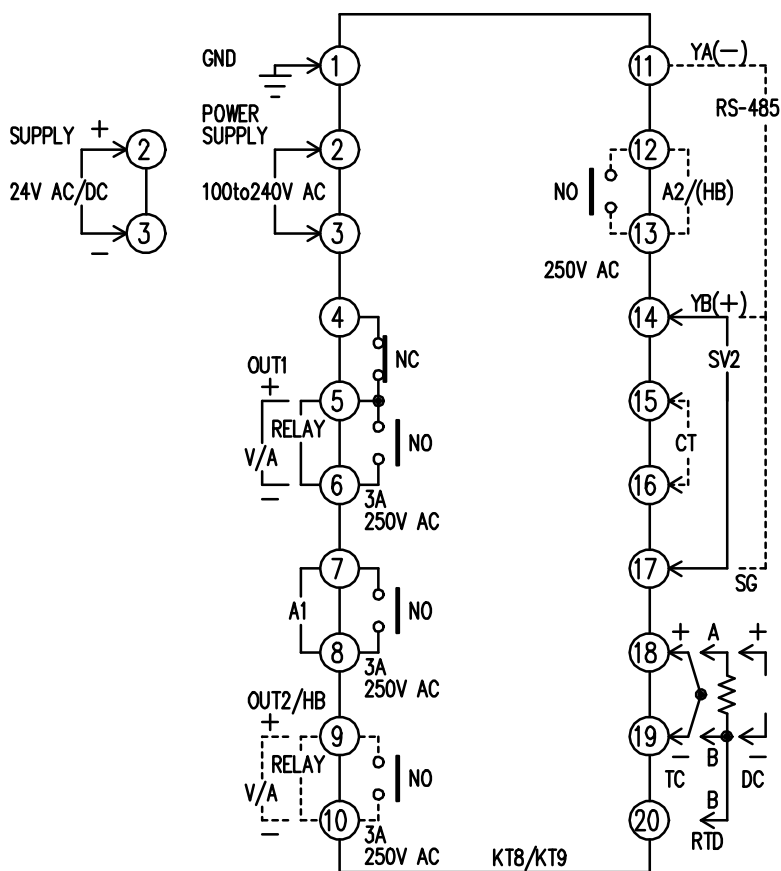 GND
1
11
YA(-)
RS-485
POWER
SUPPLY
SUPPLY
+
2
24V AC/DC
3
-
2
100to240V AC
3
12
NO
A2/(HB)
13
250V AC
4
NC
14
YB(+)
SV2
OUT1
+
5
RELAY
NO
V/A
-
6
3A
250V AC
15
CT
16
17
SG
7
A1
NO
8
3A
250V AC
18
+
A
+
OUT2/HB
+
9
RELAY
NO
V/A
-
10
3A
250V AC
19
-
B
-
TC
DC
B
20
RTD
KT8/KT9